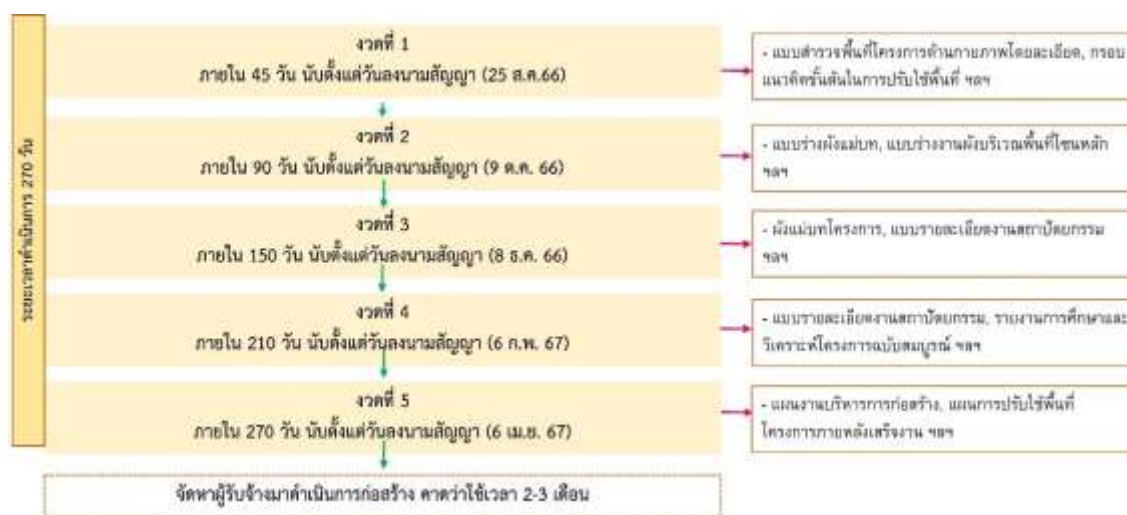 ระยะเวลาดำเนินการ 270 วัน
งวดที่ 1
ภายใน 45 วัน นับตั้งแต่วันลงนามสัญญา (25 ส.ค.66)
- แบบสำรวจพื้นที่โครงการด้านกายภาพโดยละเอียด, กรอบ
แนวคิดขั้นต้นในการปรับใช้พื้นที่ ฯลฯ
งวดที่ 2
ภายใน 90 วัน นับตั้งแต่วันลงนามสัญญา (9 ต.ค. 66)
- แบบร่างผังแม่บท, แบบร่างงานผังบริเวณพื้นที่โซนหลัก
ฯลฯ
งวดที่ 3
ภายใน 150 วัน นับตั้งแต่วันลงนามสัญญา (8 ธ.ค. 66)
- ผังแม่บทโครงการ, แบบรายละเอียดงานสถาปัตยกรรม
ฯลฯ
งวดที่ 4
ภายใน 210 วัน นับตั้งแต่วันลงนามสัญญา (6 ก.พ. 67)
- แบบรายละเอียดงานสถาปัตยกรรม, รายงานการศึกษาและ
วิเคราะห์โครงการฉบับสมบูรณ์ ฯลฯ
งวดที่ 5
ภายใน 270 วัน นับตั้งแต่วันลงนามสัญญา (6 เม.ย. 67)
- แผนงานบริหารการก่อสร้าง, แผนการปรับใช้พื้นที่
โครงการภายหลังเสร็จงาน ฯลฯ
จัดหาผู้รับจ้างมาดำเนินการก่อสร้าง คาดว่าใช้เวลา 2-3 เดือน